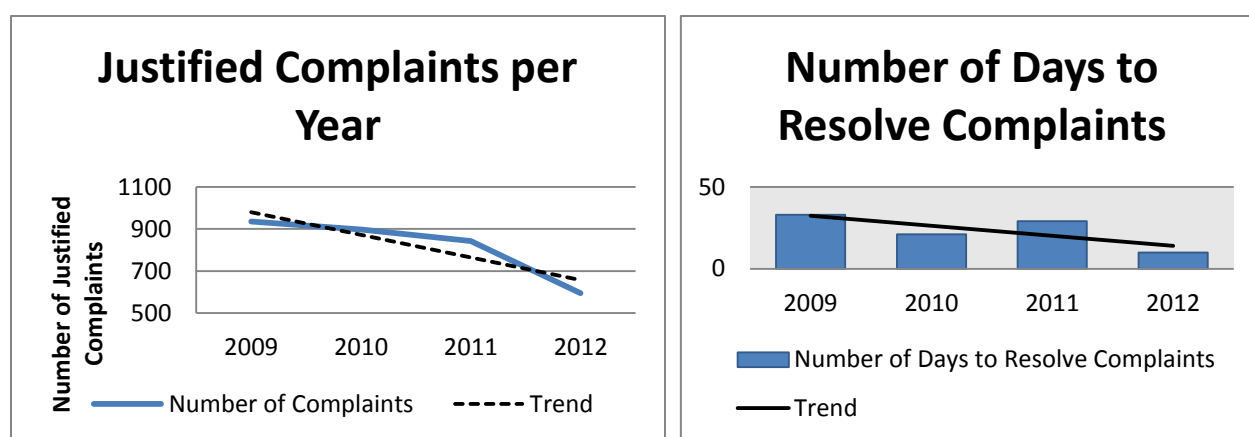 Justified Complaints per
Year
Number of Justified
Complaints
1100
900
700
500
2009 2010 2011 2012
Number of Complaints Trend
Number of Days to
Resolve Complaints
50
0
2009 2010 2011 2012
Number of Days to Resolve Complaints
Trend